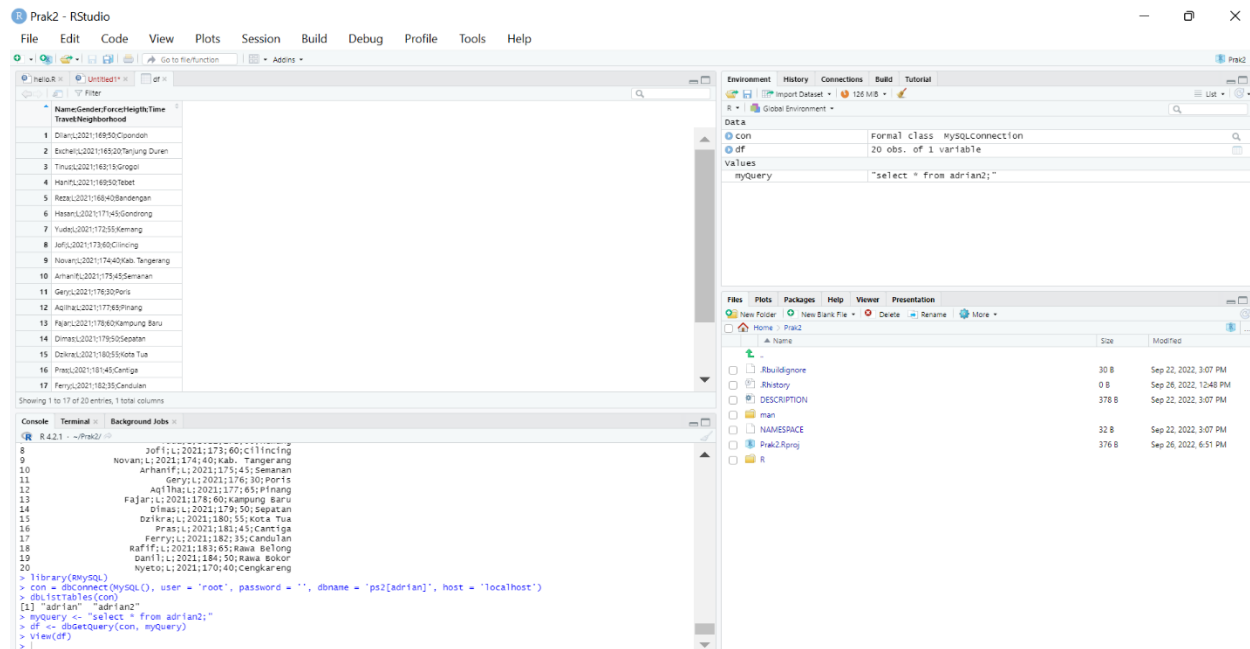 Prak2 - RStudio
File Edit Code View Plots Session Build Debug Profile Tools Help
Go to file/function Addins Prak2
hello.R Untitled1* df
Filter
Name;Gender;Force;Heigth;Time
Travel;Neighborhood
1 Dilan;L;2021;169;50;Cipondoh
2 Exchel;L;2021;165;20;Tanjung Duren
3 Tinus;L;2021;163;15;Grogol
4 Hanif;L;2021;169;50;Tebet
5 Reza;L;2021;168;40;Bandengan
6 Hasan;L;2021;171;45;Gondrong
7 Yuda;L;2021;172;55;Kemang
8 Jofi;L;2021;173;60;Cilincing
9 Novan;L;2021;174;40;Kab. Tangerang
10 Arhanif;L;2021;175;45;Semanan
11 Gery;L;2021;176;30;Poris
12 Aqilha;L;2021;177;65;Pinang
13 Fajar;L;2021;178;60;Kampung Baru
14 Dimas;L;2021;179;50;Sepatan
15 Dzikra;L;2021;180;55;Kota Tua
16 Pras;L;2021;181;45;Cantiga
17 Ferry;L;2021;182;35;Candulan
Showing 1 to 17 of 20 entries, 1 total columns
Console Terminal Background Jobs
R 4.2.1 · ~/Prak2/
8 Jofi;L;2021;173;60;Cilincing
9 Novan;L;2021;174;40;Kab. Tangerang
10 Arhanif;L;2021;175;45;Semanan
11 Gery;L;2021;176;30;Poris
12 Aqilha;L;2021;177;65;Pinang
13 Fajar;L;2021;178;60;Kampung Baru
14 Dimas;L;2021;179;50;Sepatan
15 Dzikra;L;2021;180;55;Kota Tua
16 Pras;L;2021;181;45;Cantiga
17 Ferry;L;2021;182;35;Candulan
18 Rafif;L;2021;183;65;Rawa Belong
19 Danil;L;2021;184;50;Rawa Bokor
20 Nyeto;L;2021;170;40;Cengkareng
> library(RMySQL)
> con = dbConnect(MySQL(), user = 'root', password = '', dbname = 'ps2[adrian]', host = 'localhost')
> dbListTables(con)
[1] "adrian" "adrian2"
> myQuery <- "select * from adrian2;"
> df <- dbGetQuery(con, myQuery)
> View(df)
>
Environment History Connections Build Tutorial
Import Dataset 126 MiB List
R Global Environment
Data
con Formal class MySQLConnection
df 20 obs. of 1 variable
Values
myQuery "select * from adrian2;"
Files Plots Packages Help Viewer Presentation
New Folder New Blank File Delete Rename More
Home Prak2
Name Size Modified
..
.Rbuildignore 30 B Sep 22, 2022, 3:07 PM
.Rhistory 0 B Sep 26, 2022, 12:48 PM
DESCRIPTION 378 B Sep 22, 2022, 3:07 PM
man
NAMESPACE 32 B Sep 22, 2022, 3:07 PM
Prak2.Rproj 376 B Sep 26, 2022, 6:51 PM
R